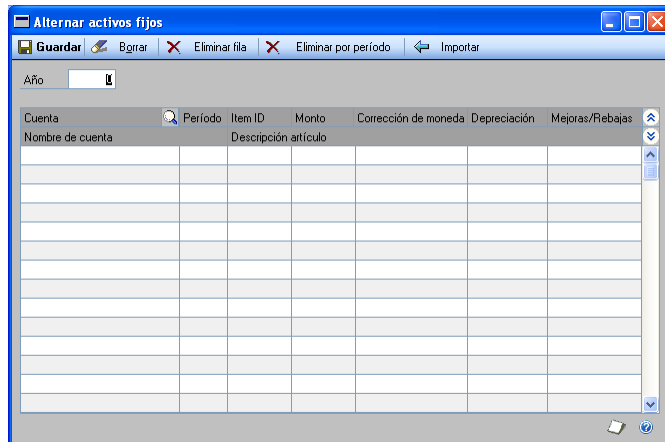 Alternar activos fijos
Guardar Borrar Eliminar fila Eliminar por período Importar
Año 0
Cuenta Período Item ID Monto Corrección de moneda Depreciación Mejoras/Rebajas
Nombre de cuenta Descripción artículo